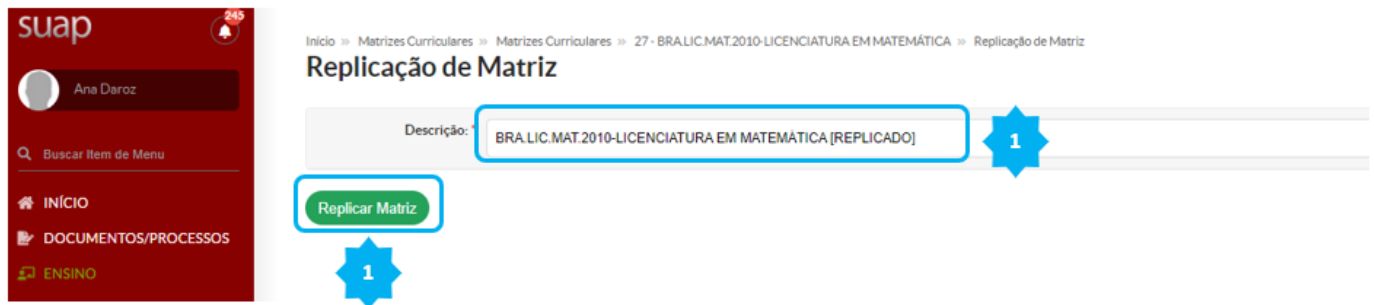 suap
245
Ana Daroz
Buscar Item de Menu
INÍCIO
DOCUMENTOS/PROCESSOS
ENSINO
Início » Matrizes Curriculares » Matrizes Curriculares » 27 - BRA.LIC.MAT.2010-LICENCIATURA EM MATEMÁTICA » Replicação de Matriz
Replicação de Matriz
Descrição: * BRA.LIC.MAT.2010-LICENCIATURA EM MATEMÁTICA [REPLICADO]
1
Replicar Matriz
1